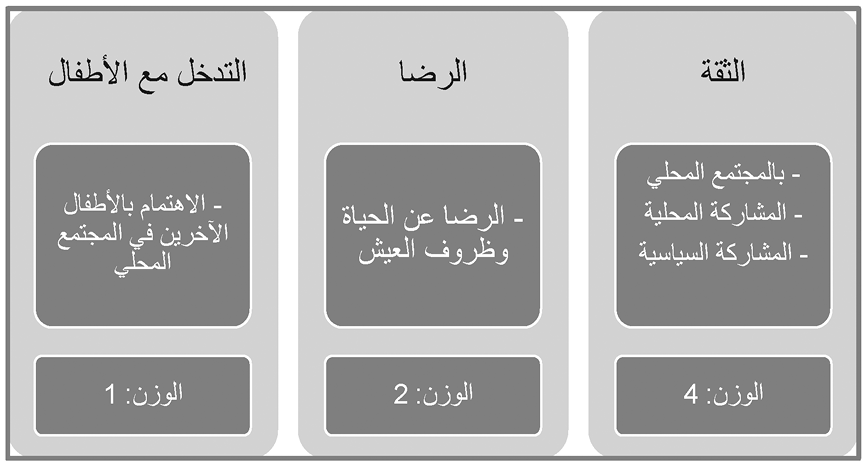 الثقة
- بالمجتمع المحلي
- المشاركة المحلية
- المشاركة السياسية
الوزن: 4
الرضا
- الرضا عن الحياة
وظروف العيش
الوزن: 2
التدخل مع الأطفال
- الاهتمام بالأطفال
الآخرين في المجتمع
المحلي
الوزن: 1